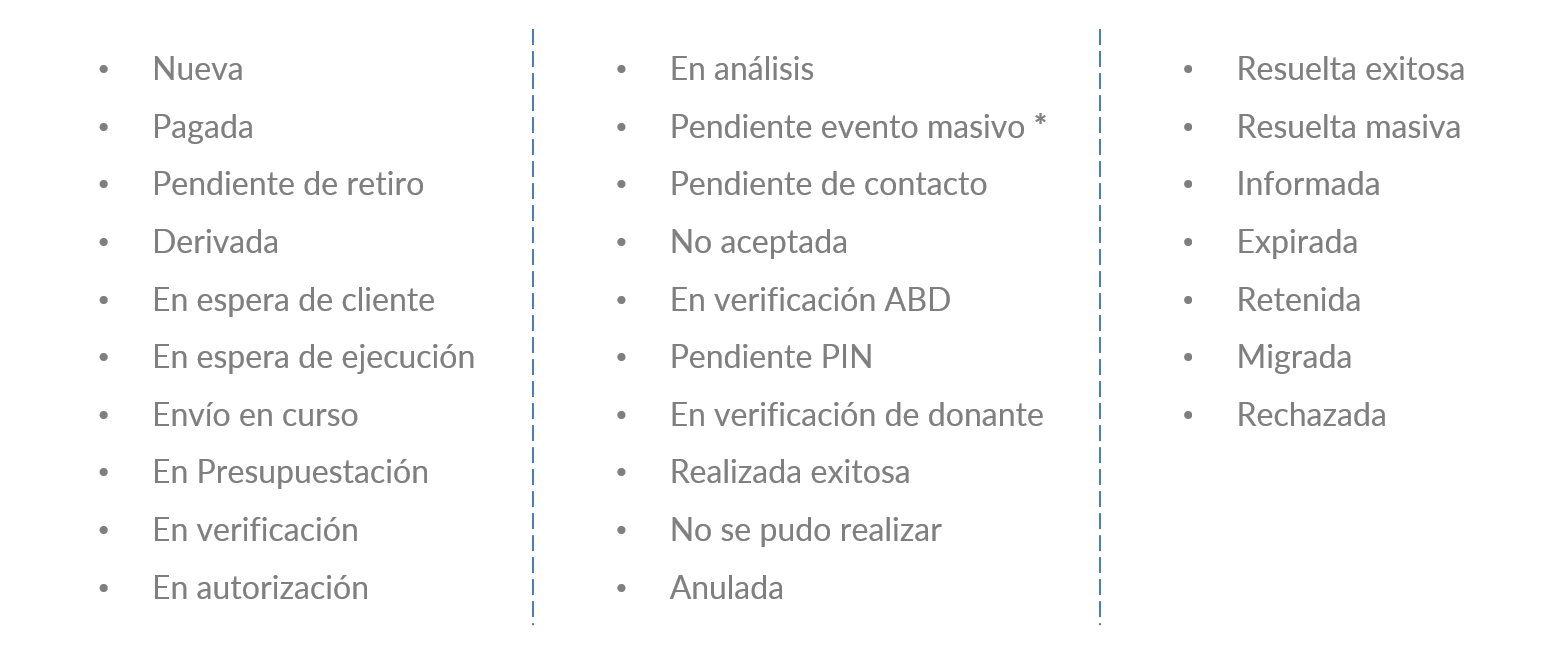 • Nueva
• Pagada
• Pendiente de retiro
• Derivada
• En espera de cliente
• En espera de ejecución
• Envío en curso
• En Presupuestación
• En verificación
• En autorización
• En análisis
• Pendiente evento masivo *
• Pendiente de contacto
• No aceptada
• En verificación ABD
• Pendiente PIN
• En verificación de donante
• Realizada exitosa
• No se pudo realizar
• Anulada
• Resuelta exitosa
• Resuelta masiva
• Informada
• Expirada
• Retenida
• Migrada
• Rechazada